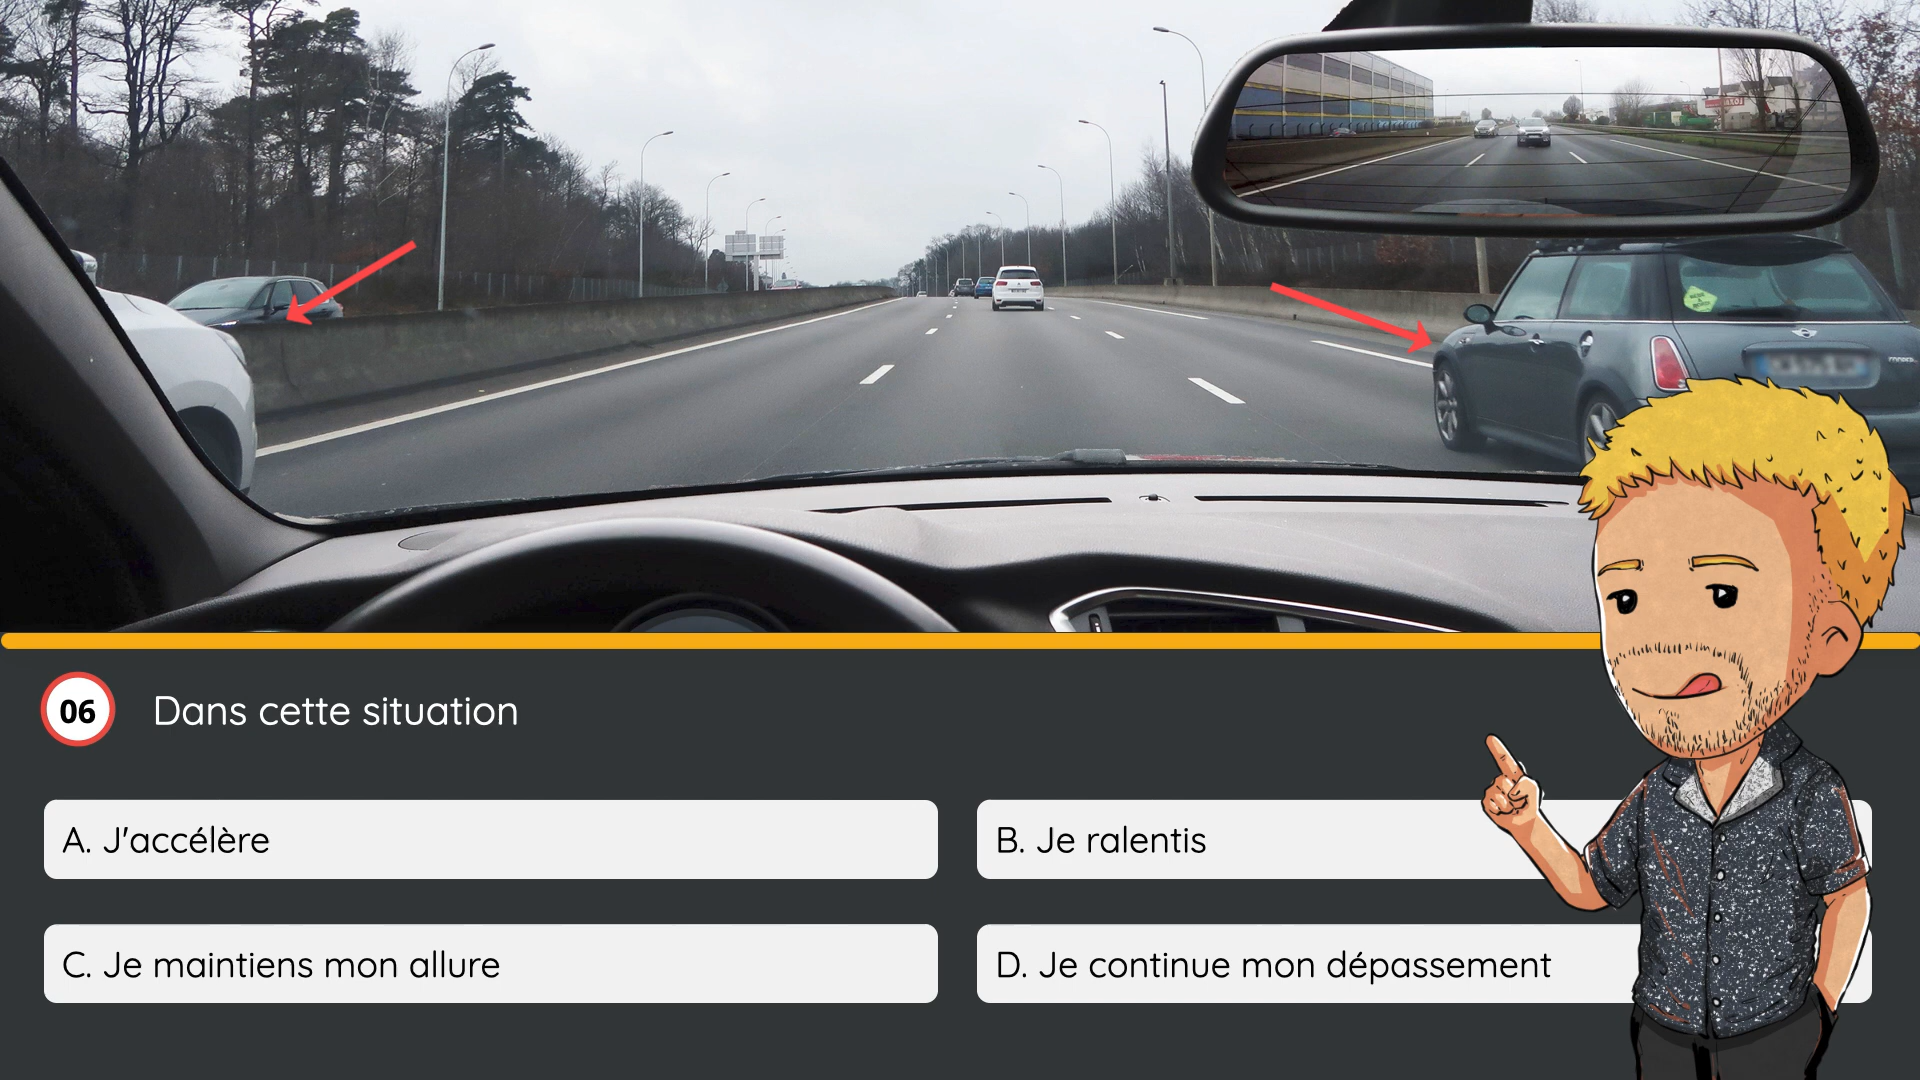 06
Dans cette situation
A. J'accélère
B. Je ralentis
C. Je maintiens mon allure
D. Je continue mon dépassement